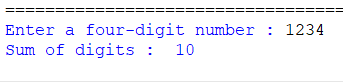 ==================================
Enter a four-digit number : 1234
Sum of digits :  10